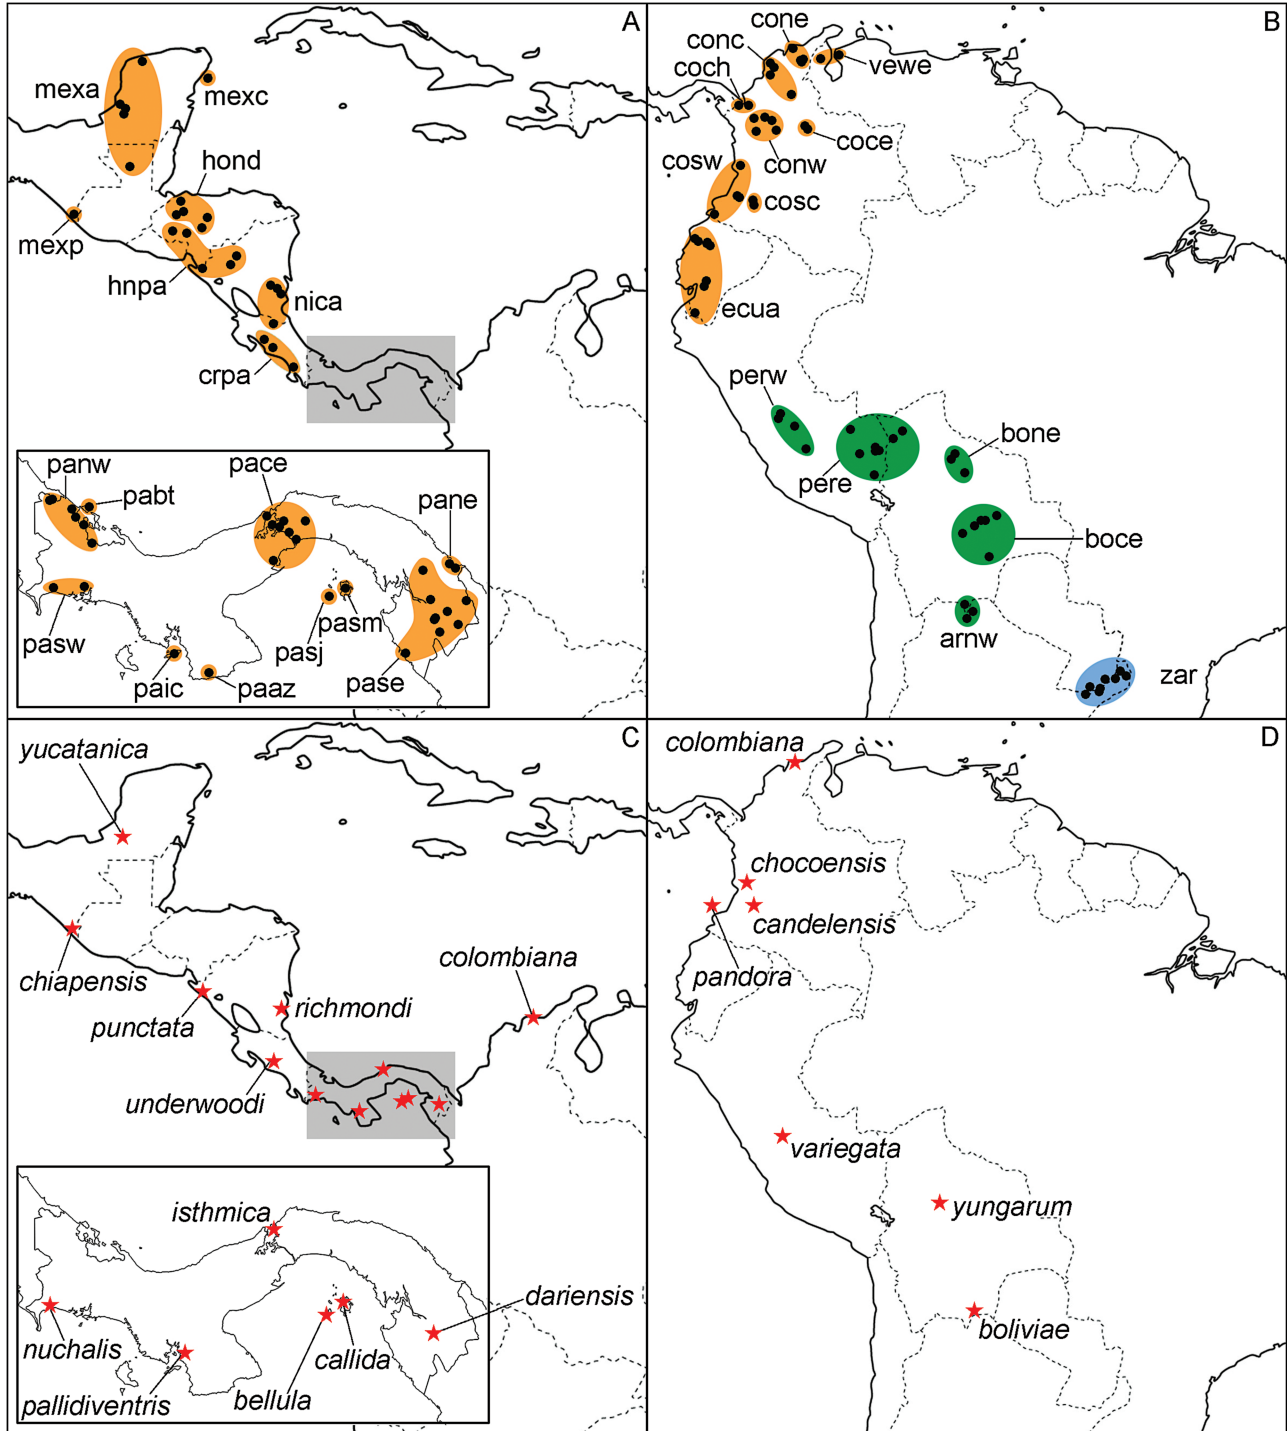 A
mexa
mexc
hond
mexp
hnpa
nica
crpa
panw
pabt
pace
pane
pasw
paic
paaz
pasj
pasm
pase
B
cone
conc
coch
vewe
coce
conw
cosw
cosc
ecua
perw
pere
bone
boce
arnw
zar
C
yucatanica
chiapensis
punctata
richmondi
colombiana
underwoodi
isthmica
dariensis
nuchalis
callida
pallidiventris
bellula
D
colombiana
chocoensis
candelensis
pandora
variegata
yungarum
boliviae